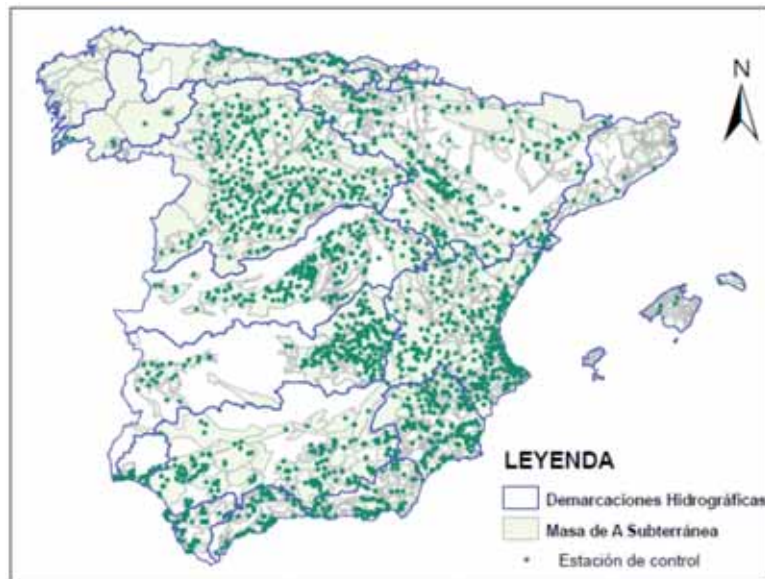 N
LEYENDA
Demarcaciones Hidrográficas
Masa de A Subterránea
Estación de control